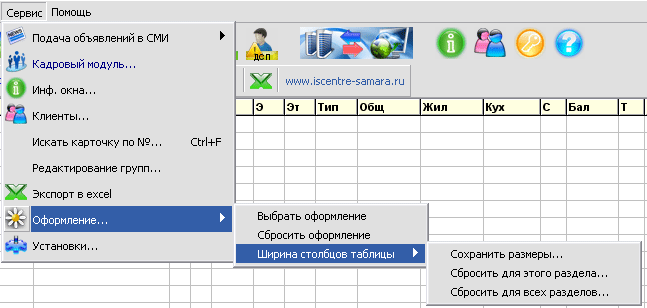 Сервис Помощь
Подача объявлений в СМИ
Кадровый модуль...
Инф. окна...
Клиенты...
Искать карточку по №... Ctrl+F
Редактирование групп...
Экспорт в excel
Оформление...
Установки...
ДСП
www.iscentre-samara.ru
Э Эт Тип Общ Жил Кух С Бал Т
Выбрать оформление
Сбросить оформление
Ширина столбцов таблицы
Сохранить размеры...
Сбросить для этого раздела...
Сбросить для всех разделов...